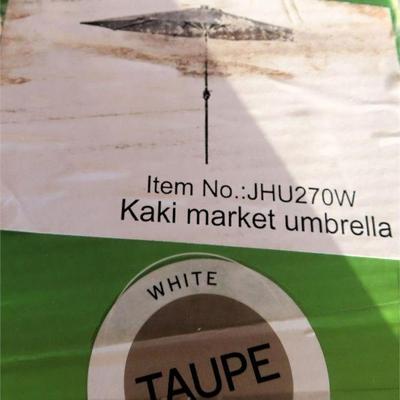 Item No.:JHU270W
Kaki market umbrella
WHITE
TAUPE